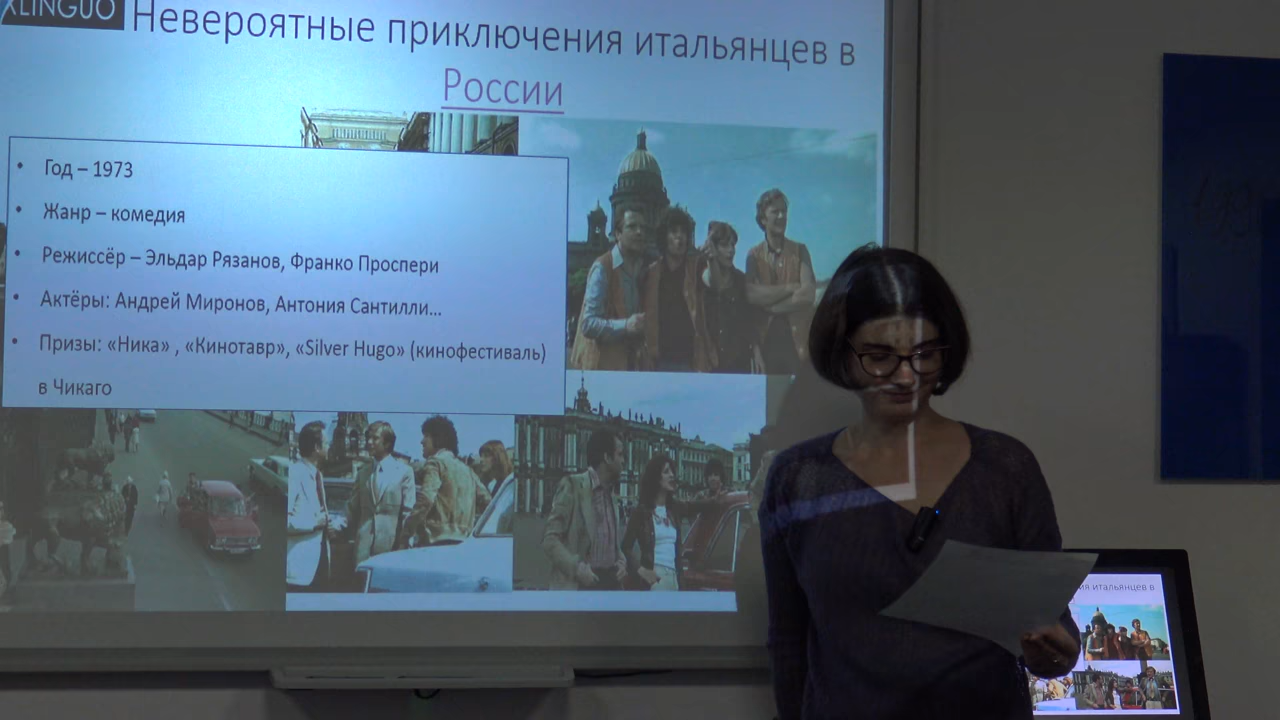 XLINGUO
Невероятные приключения итальянцев в
России
• Год – 1973
• Жанр – комедия
• Режиссёр – Эльдар Рязанов, Франко Проспери
• Актёры: Андрей Миронов, Антония Сантилли...
• Призы: «Ника» , «Кинотавр», «Silver Hugo» (кинофестиваль)
в Чикаго
итальянцев в